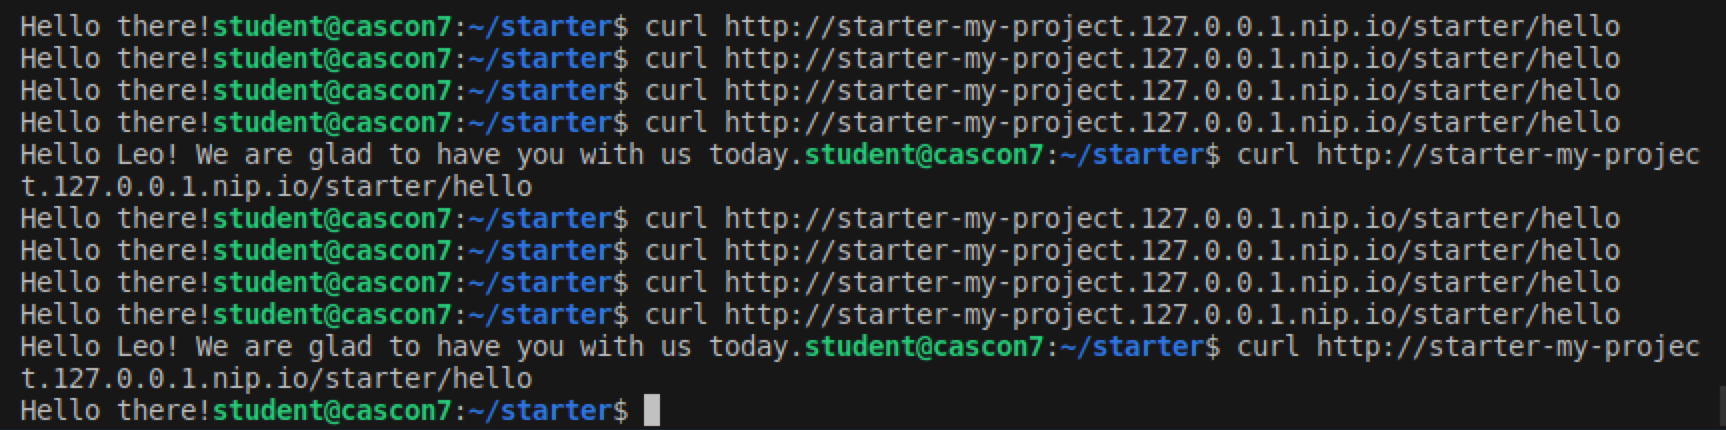 Hello there!student@cascon7:~/starter$ curl http://starter-my-project.127.0.0.1.nip.io/starter/hello
Hello there!student@cascon7:~/starter$ curl http://starter-my-project.127.0.0.1.nip.io/starter/hello
Hello there!student@cascon7:~/starter$ curl http://starter-my-project.127.0.0.1.nip.io/starter/hello
Hello there!student@cascon7:~/starter$ curl http://starter-my-project.127.0.0.1.nip.io/starter/hello
Hello Leo! We are glad to have you with us today.student@cascon7:~/starter$ curl http://starter-my-projec
t.127.0.0.1.nip.io/starter/hello
Hello there!student@cascon7:~/starter$ curl http://starter-my-project.127.0.0.1.nip.io/starter/hello
Hello there!student@cascon7:~/starter$ curl http://starter-my-project.127.0.0.1.nip.io/starter/hello
Hello there!student@cascon7:~/starter$ curl http://starter-my-project.127.0.0.1.nip.io/starter/hello
Hello there!student@cascon7:~/starter$ curl http://starter-my-project.127.0.0.1.nip.io/starter/hello
Hello Leo! We are glad to have you with us today.student@cascon7:~/starter$ curl http://starter-my-projec
t.127.0.0.1.nip.io/starter/hello
Hello there!student@cascon7:~/starter$